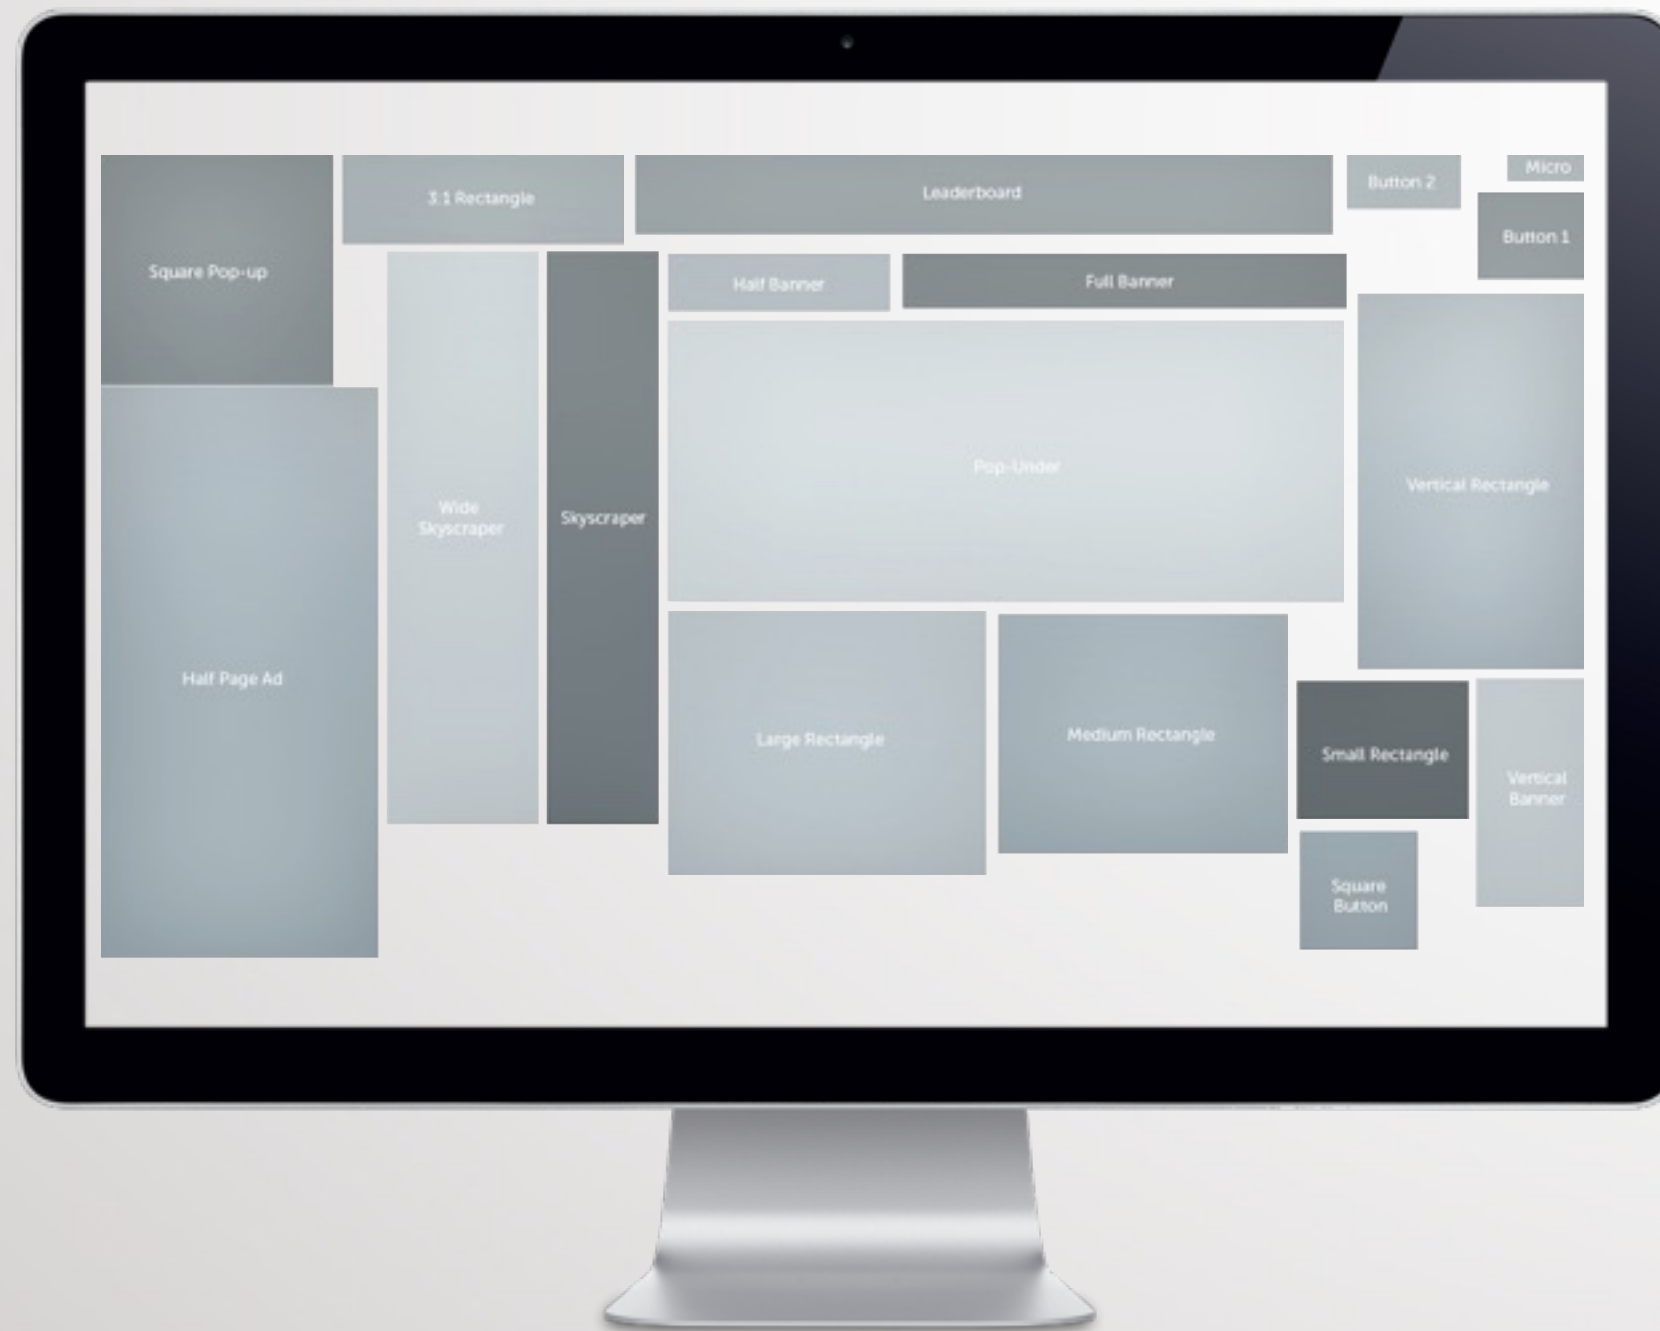 Square Pop-up
3:1 Rectangle
Leaderboard
Button 2
Micro
Button 1
Half Banner
Full Banner
Pop-Under
Vertical Rectangle
Wide
Skyscraper
Skyscraper
Half Page Ad
Large Rectangle
Medium Rectangle
Small Rectangle
Vertical
Banner
Square
Button